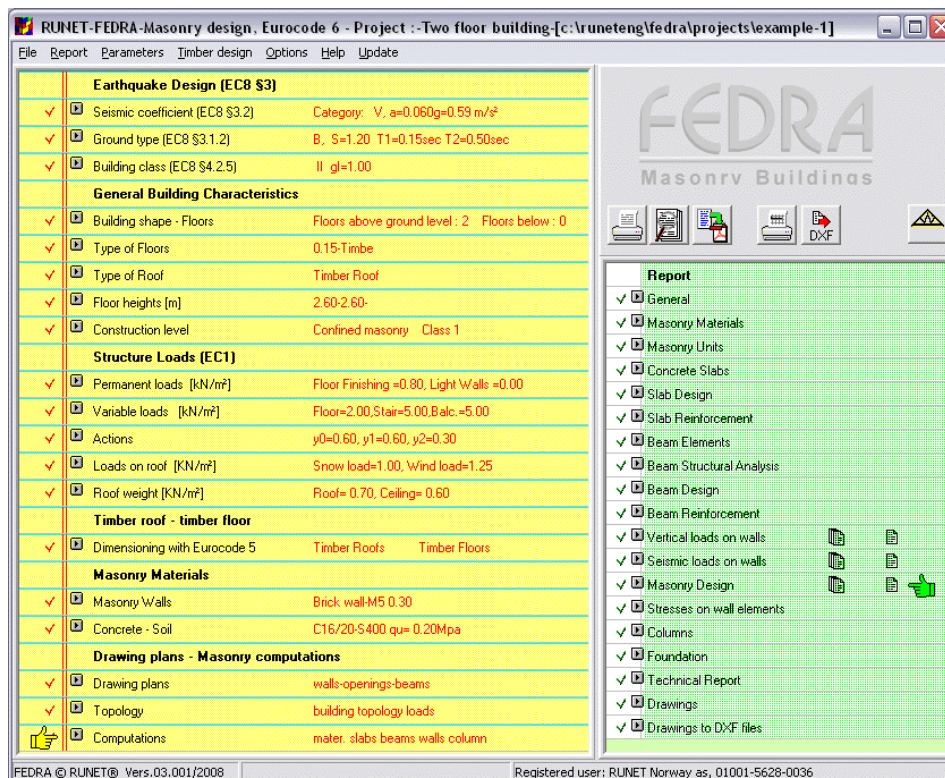 RUNET-FEDRA-Masonry design, Eurocode 6 - Project :-Two floor building-[c:\runeteng\fedra\projects\example-1]
File Report Parameters Timber design Options Help Update
Earthquake Design (EC8 §3)
Seismic coefficient (EC8 §3.2) Category: V, a=0.060g=0.59 m/s²
Ground type (EC8 §3.1.2) B, S=1.20 T1=0.15sec T2=0.50sec
Building class (EC8 §4.2.5) II gI=1.00
General Building Characteristics
Building shape - Floors Floors above ground level : 2 Floors below : 0
Type of Floors 0.15-Timbe
Type of Roof Timber Roof
Floor heights [m] 2.60-2.60-
Construction level Confined masonry Class 1
Structure Loads (EC1)
Permanent loads [kN/m²] Floor Finishing =0.80, Light Walls =0.00
Variable loads [kN/m²] Floor=2.00,Stair=5.00,Balc.=5.00
Actions y0=0.60, y1=0.60, y2=0.30
Loads on roof [KN/m²] Snow load=1.00, Wind load=1.25
Roof weight [KN/m²] Roof= 0.70, Ceiling= 0.60
Timber roof - timber floor
Dimensioning with Eurocode 5 Timber Roofs Timber Floors
Masonry Materials
Masonry Walls Brick wall-M5 0.30
Concrete - Soil C16/20-S400 qu= 0.20Mpa
Drawing plans - Masonry computations
Drawing plans walls-openings-beams
Topology building topology loads
Computations mater. slabs beams walls column
FEDRA
Masonry Buildings
DXF
Report
General
Masonry Materials
Masonry Units
Concrete Slabs
Slab Design
Slab Reinforcement
Beam Elements
Beam Structural Analysis
Beam Design
Beam Reinforcement
Vertical loads on walls
Seismic loads on walls
Masonry Design
Stresses on wall elements
Columns
Foundation
Technical Report
Drawings
Drawings to DXF files
FEDRA © RUNET® Vers.03.001/2008
Registered user: RUNET Norway as, 01001-5628-0036